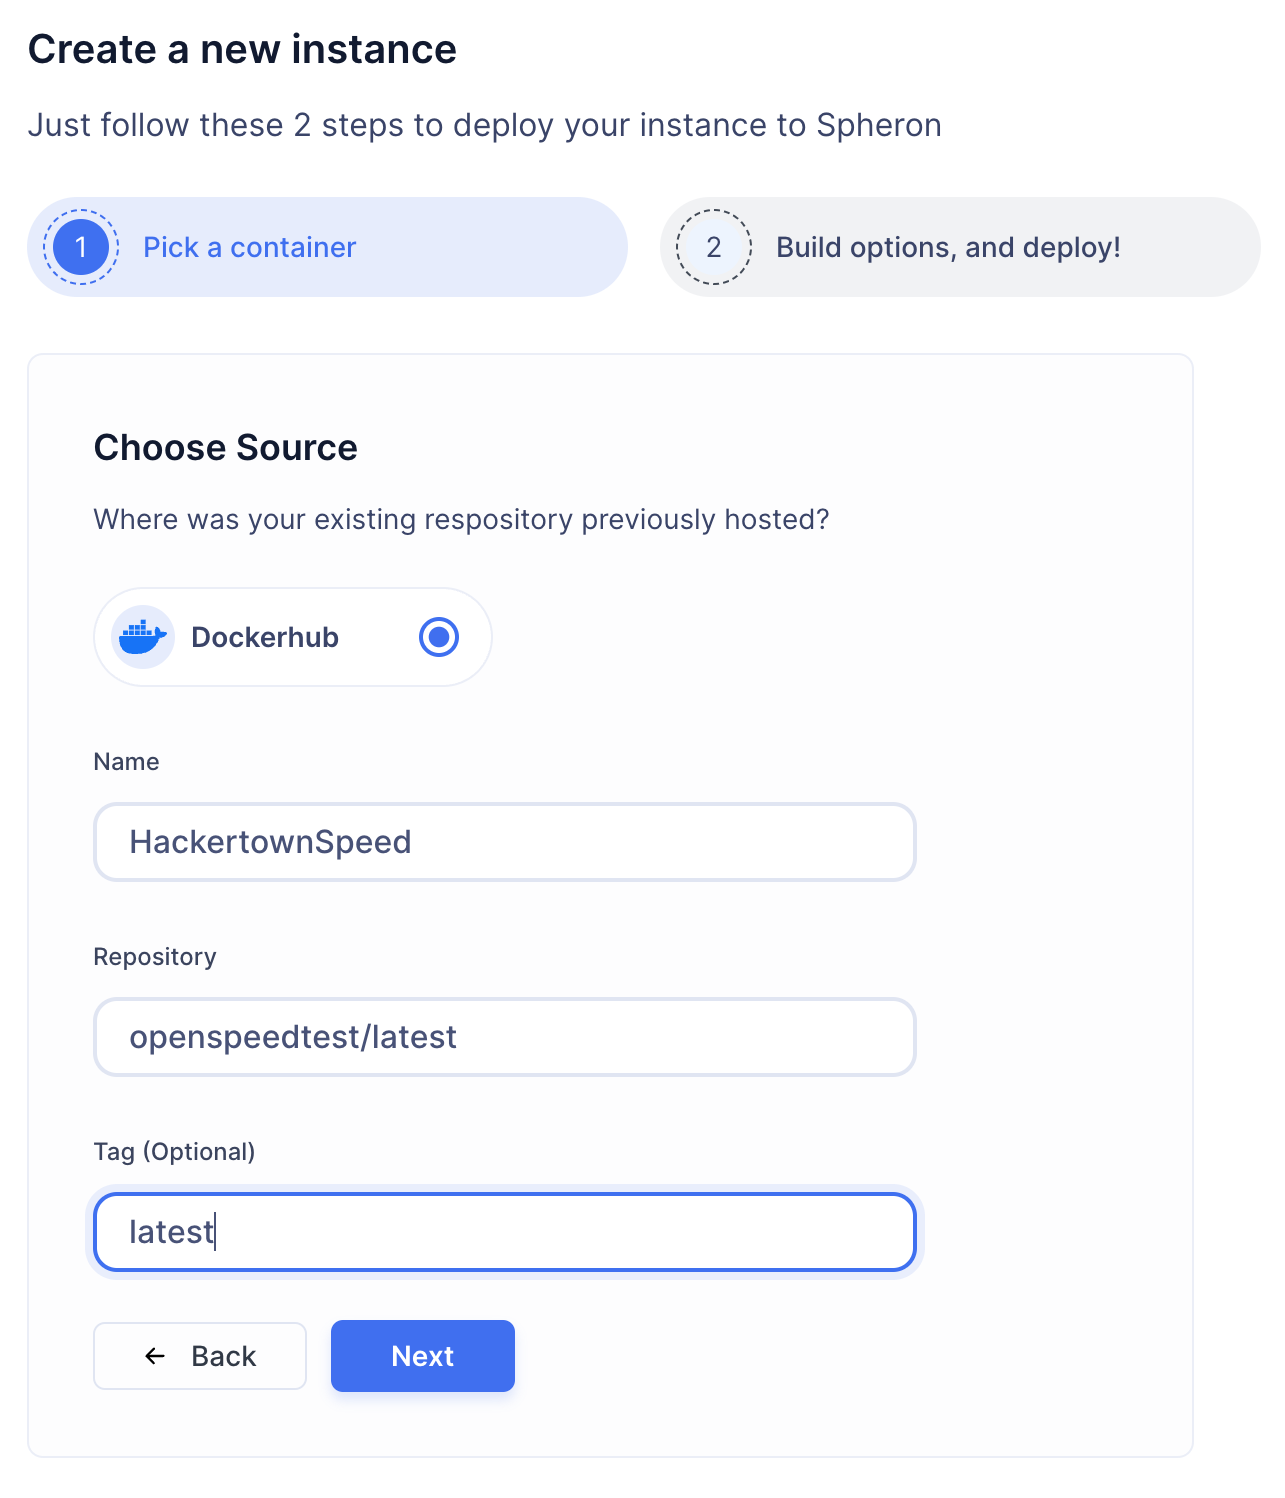 Create a new instance
Just follow these 2 steps to deploy your instance to Spheron
1 Pick a container
2 Build options, and deploy!
Choose Source
Where was your existing respository previously hosted?
Dockerhub
Name
HackertownSpeed
Repository
openspeedtest/latest
Tag (Optional)
latest
← Back
Next